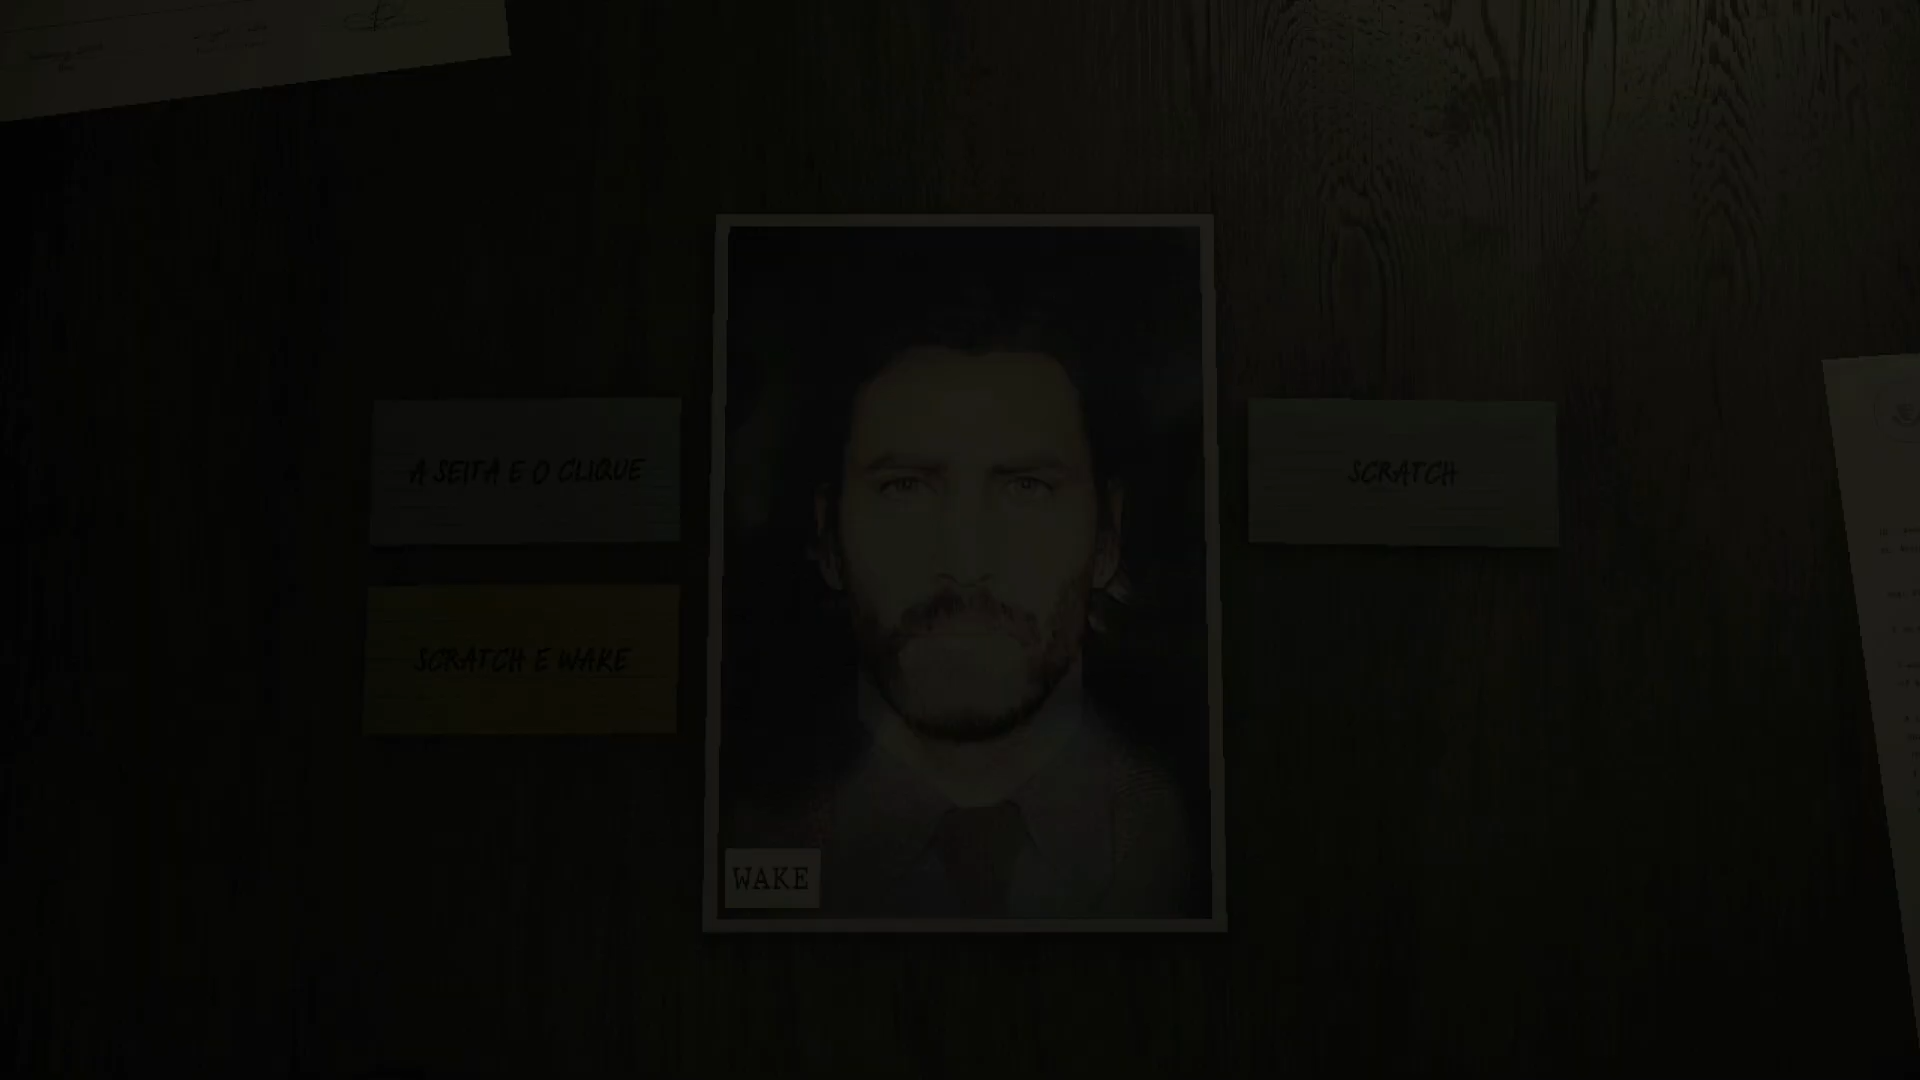 A SEITA E O CLIQUE
SCRATCH
SCRATCH E WAKE
WAKE